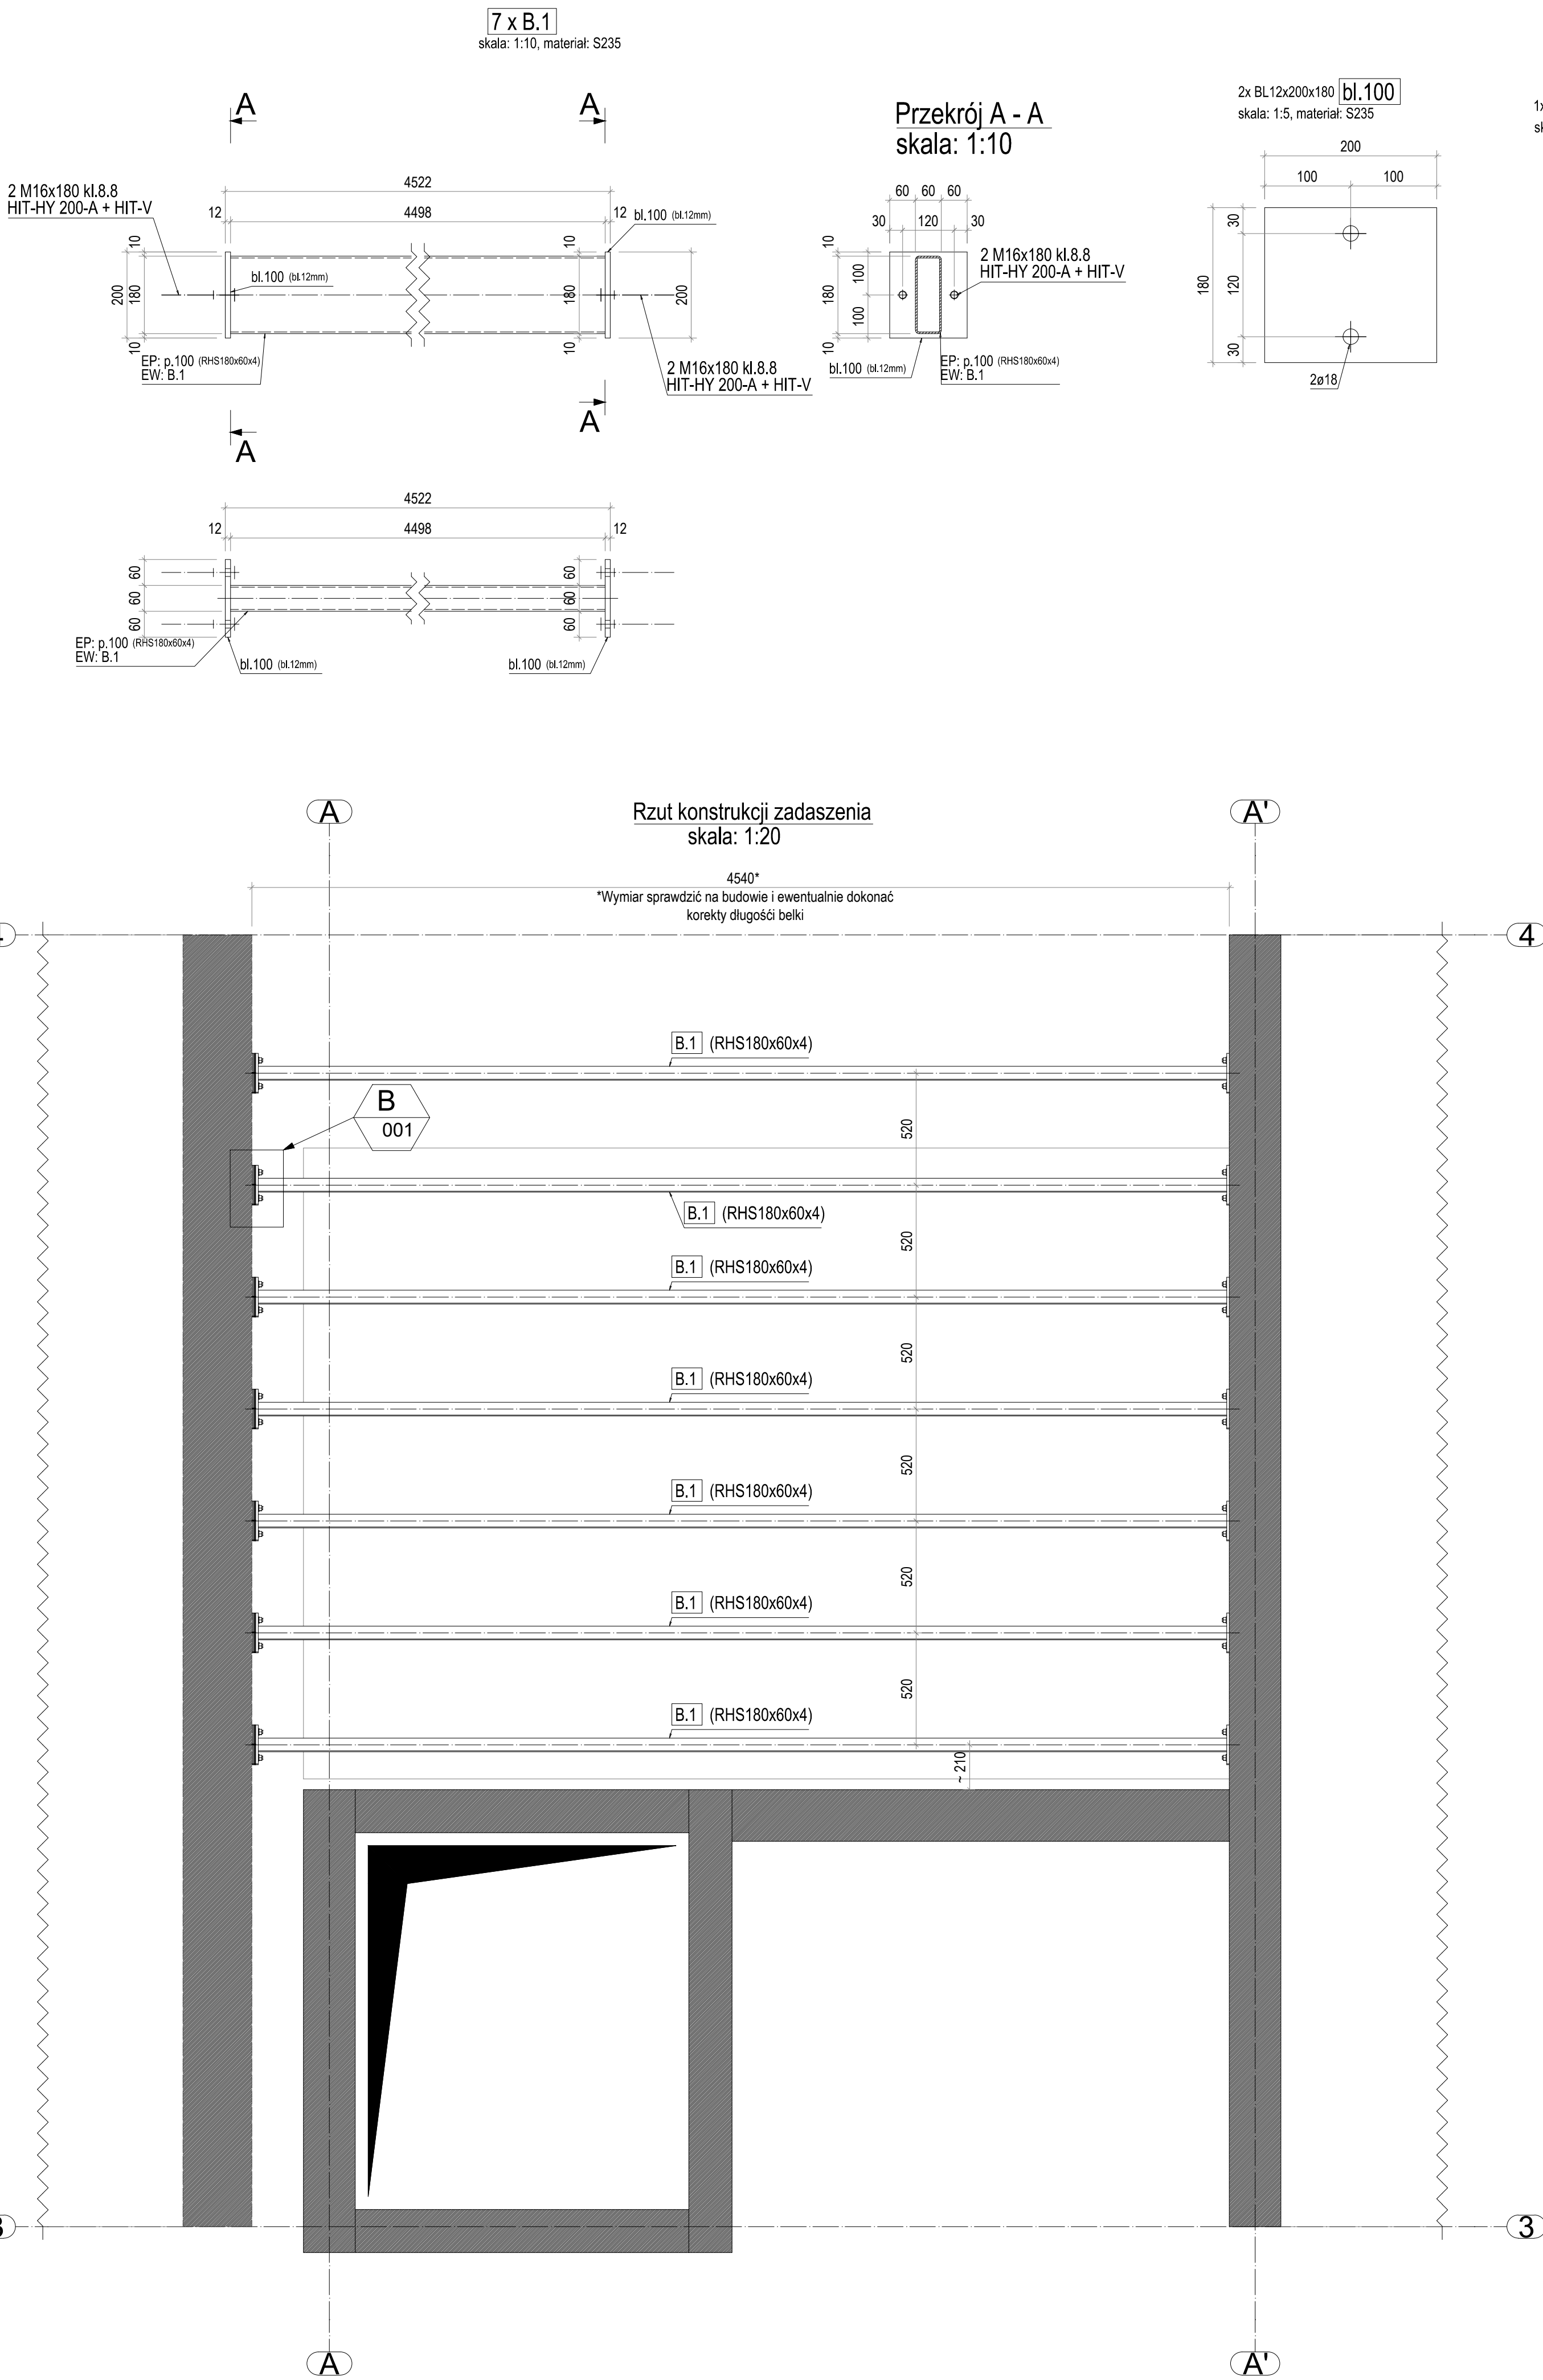 7 x B.1
skala: 1:10, materiał: S235
A
A
Przekrój A - A
skala: 1:10
2x BL12x200x180 bl.100
skala: 1:5, materiał: S235
1x
sk
2 M16x180 kl.8.8
HIT-HY 200-A + HIT-V
4522
12
4498
12
bl.100 (bl.12mm)
10
200
180
10
bl.100 (bl.12mm)
10
180
10
200
EP: p.100 (RHS180x60x4)
EW: B.1
2 M16x180 kl.8.8
HIT-HY 200-A + HIT-V
A
A
60
60
60
30
120
30
10
180
10
100
100
2 M16x180 kl.8.8
HIT-HY 200-A + HIT-V
bl.100 (bl.12mm)
EP: p.100 (RHS180x60x4)
EW: B.1
200
100
100
180
30
120
30
2ø18
4522
12
4498
12
60
60
60
60
60
60
EP: p.100 (RHS180x60x4)
EW: B.1
bl.100 (bl.12mm)
bl.100 (bl.12mm)
A
Rzut konstrukcji zadaszenia
skala: 1:20
A'
4540*
*Wymiar sprawdzić na budowie i ewentualnie dokonać
korekty długośći belki
4
B.1 (RHS180x60x4)
B
001
520
B.1 (RHS180x60x4)
520
B.1 (RHS180x60x4)
520
B.1 (RHS180x60x4)
520
B.1 (RHS180x60x4)
520
B.1 (RHS180x60x4)
520
B.1 (RHS180x60x4)
~ 210
3
A
A'